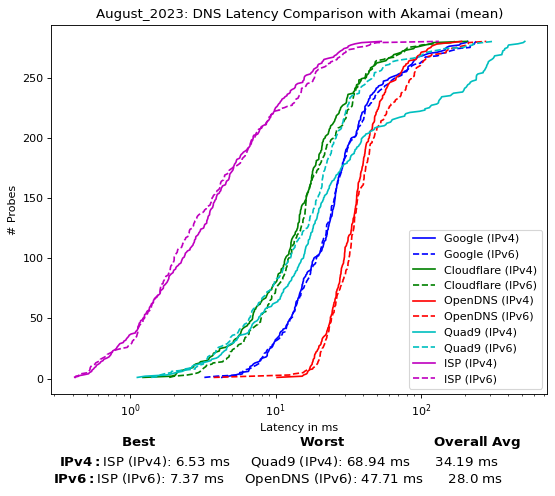 August_2023: DNS Latency Comparison with Akamai (mean)
# Probes
250
200
150
100
50
0
Google (IPv4)
Google (IPv6)
Cloudflare (IPv4)
Cloudflare (IPv6)
OpenDNS (IPv4)
OpenDNS (IPv6)
Quad9 (IPv4)
Quad9 (IPv6)
ISP (IPv4)
ISP (IPv6)
10⁰ 10¹ 10²
Latency in ms
Best Worst Overall Avg
IPv4: ISP (IPv4): 6.53 ms Quad9 (IPv4): 68.94 ms 34.19 ms
IPv6: ISP (IPv6): 7.37 ms OpenDNS (IPv6): 47.71 ms 28.0 ms